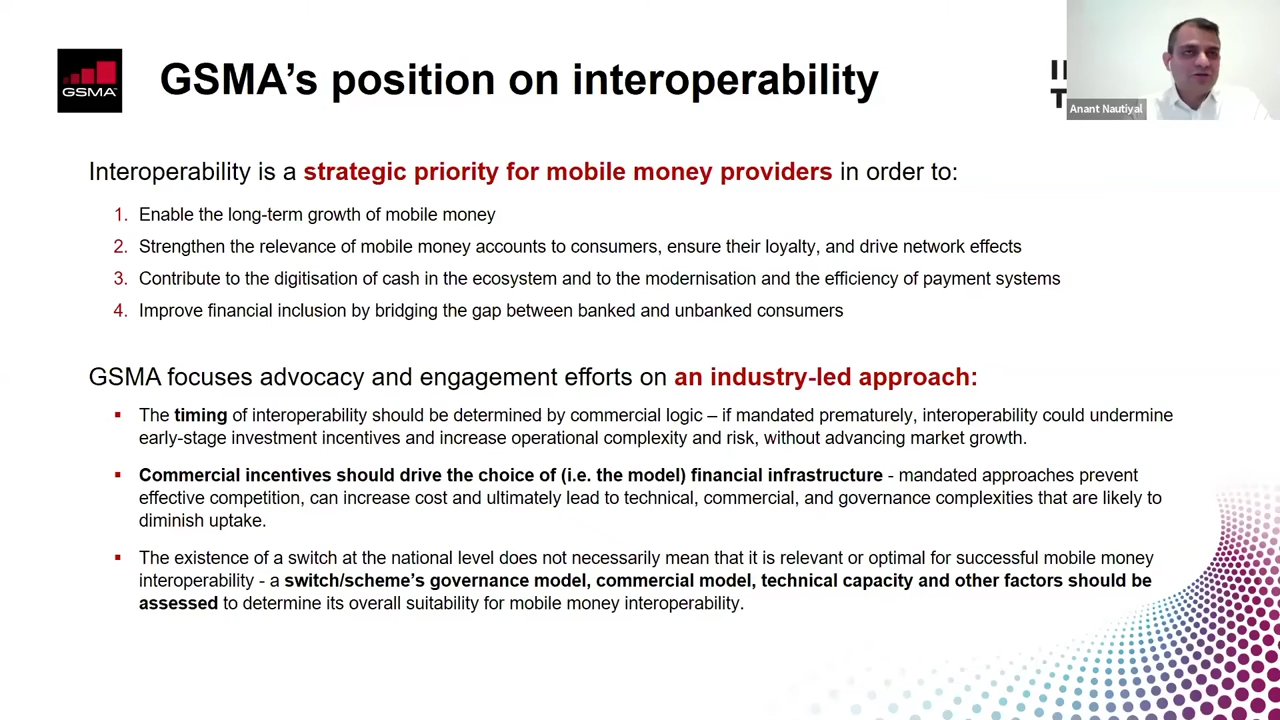 GSMA
GSMA's position on interoperability
Anant Nautiyal
Interoperability is a strategic priority for mobile money providers in order to:
1. Enable the long-term growth of mobile money
2. Strengthen the relevance of mobile money accounts to consumers, ensure their loyalty, and drive network effects
3. Contribute to the digitisation of cash in the ecosystem and to the modernisation and the efficiency of payment systems
4. Improve financial inclusion by bridging the gap between banked and unbanked consumers
GSMA focuses advocacy and engagement efforts on an industry-led approach:
▪ The timing of interoperability should be determined by commercial logic – if mandated prematurely, interoperability could undermine
early-stage investment incentives and increase operational complexity and risk, without advancing market growth.
▪ Commercial incentives should drive the choice of (i.e. the model) financial infrastructure - mandated approaches prevent
effective competition, can increase cost and ultimately lead to technical, commercial, and governance complexities that are likely to
diminish uptake.
▪ The existence of a switch at the national level does not necessarily mean that it is relevant or optimal for successful mobile money
interoperability - a switch/scheme's governance model, commercial model, technical capacity and other factors should be
assessed to determine its overall suitability for mobile money interoperability.